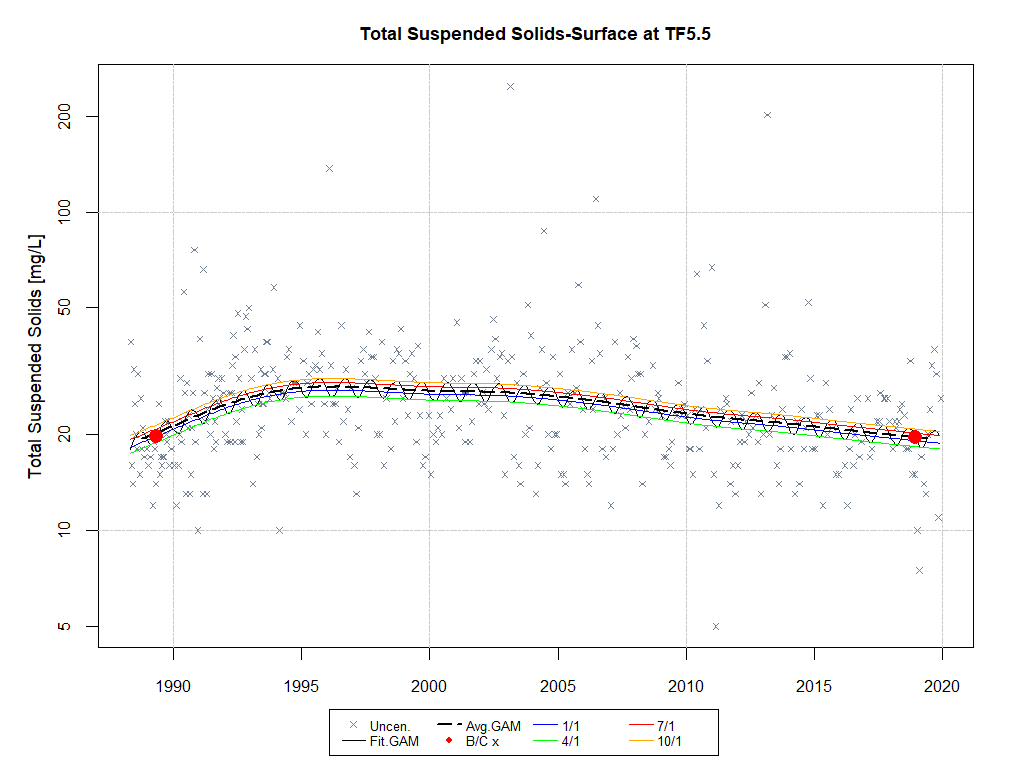 Total Suspended Solids-Surface at TF5.5
Total Suspended Solids [mg/L]
200
100
50
20
10
5
1990 1995 2000 2005 2010 2015 2020
Uncen. Avg.GAM 1/1 7/1
Fit.GAM B/C x 4/1 10/1